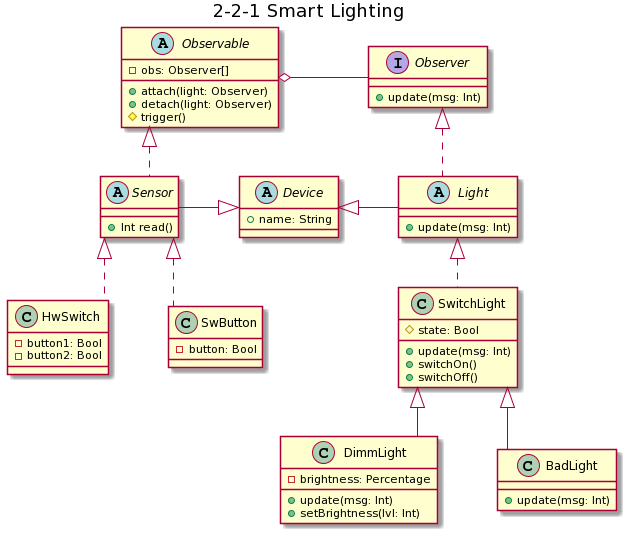 2-2-1 Smart Lighting
A Observable
obs: Observer[]
attach(light: Observer)
detach(light: Observer)
trigger()
I Observer
update(msg: Int)
A Sensor
Int read()
A Device
name: String
A Light
update(msg: Int)
C HwSwitch
button1: Bool
button2: Bool
C SwButton
button: Bool
C SwitchLight
state: Bool
update(msg: Int)
switchOn()
switchOff()
C DimmLight
brightness: Percentage
update(msg: Int)
setBrightness(lvl: Int)
C BadLight
update(msg: Int)